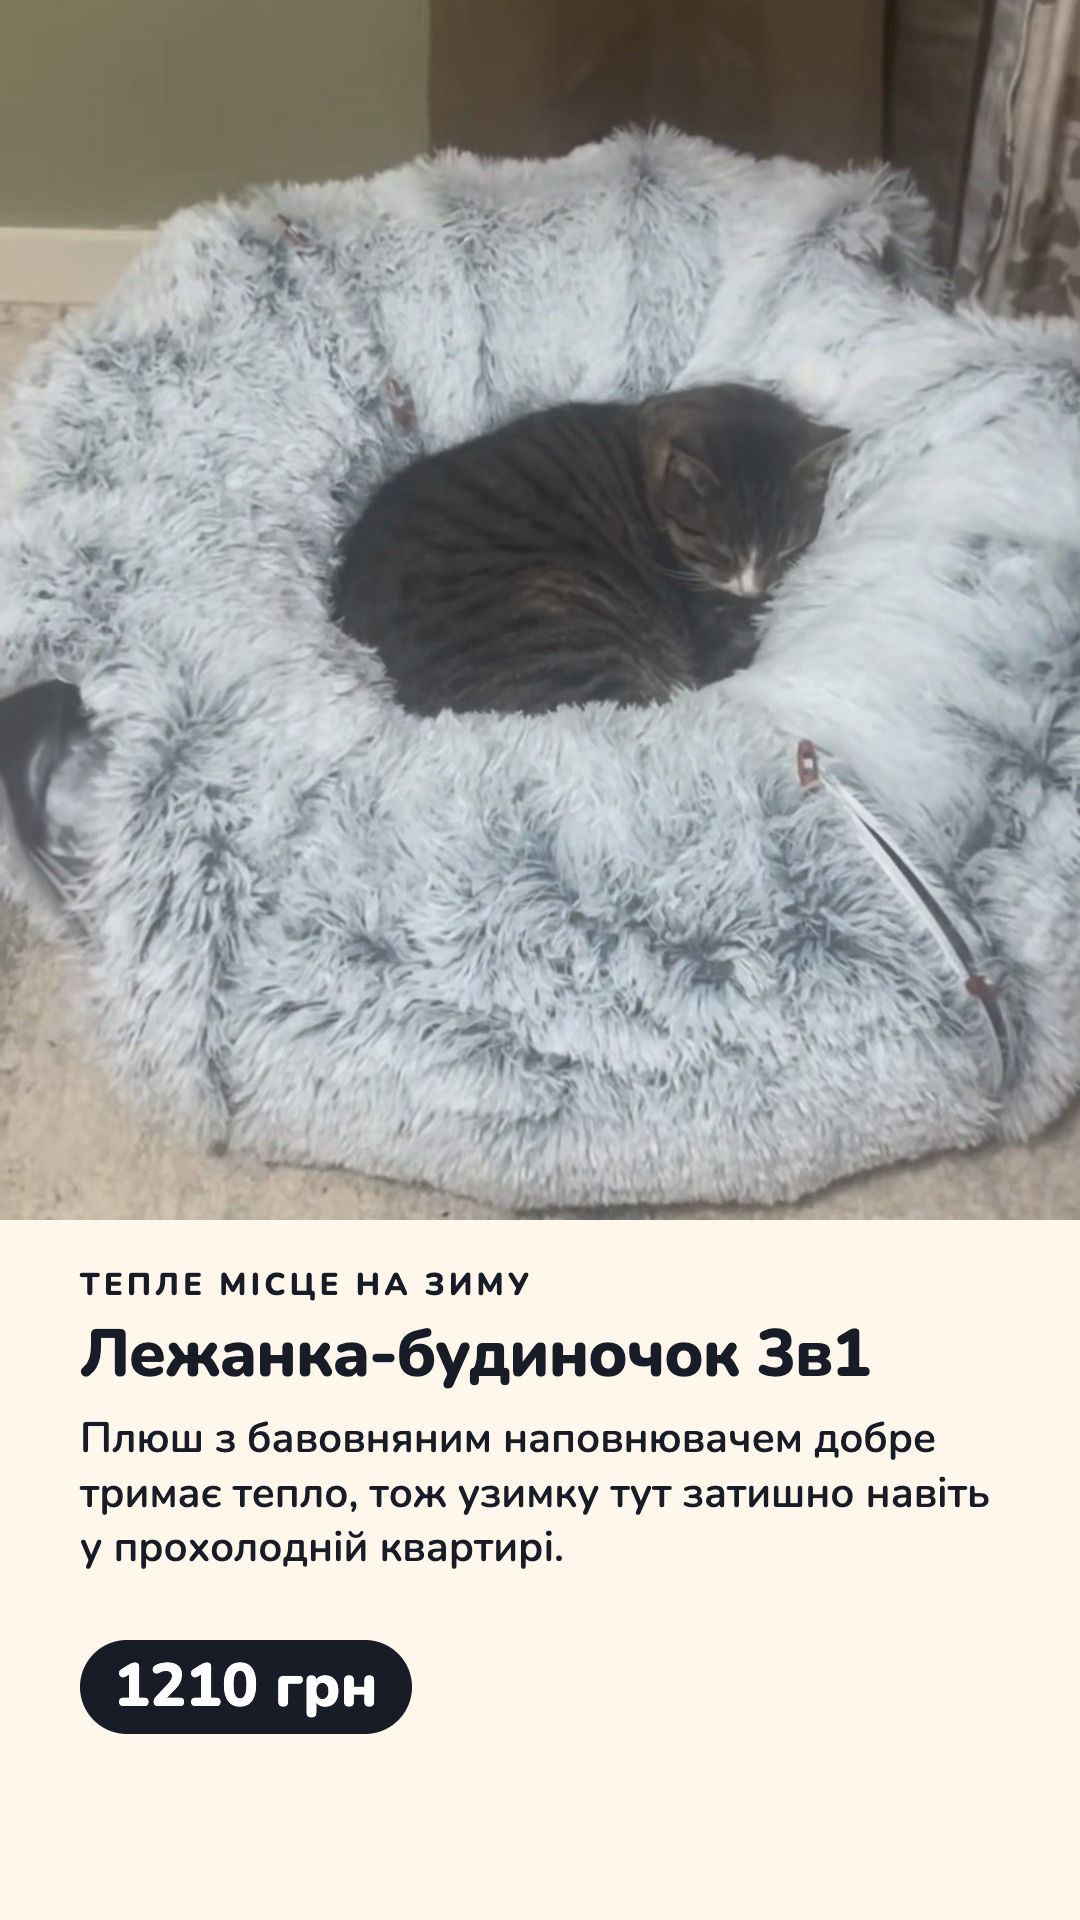 ТЕПЛЕ МІСЦЕ НА ЗИМУ
Лежанка-будиночок 3в1
Плюш з бавовняним наповнювачем добре
тримає тепло, тож узимку тут затишно навіть
у прохолодній квартирі.
1210 грн